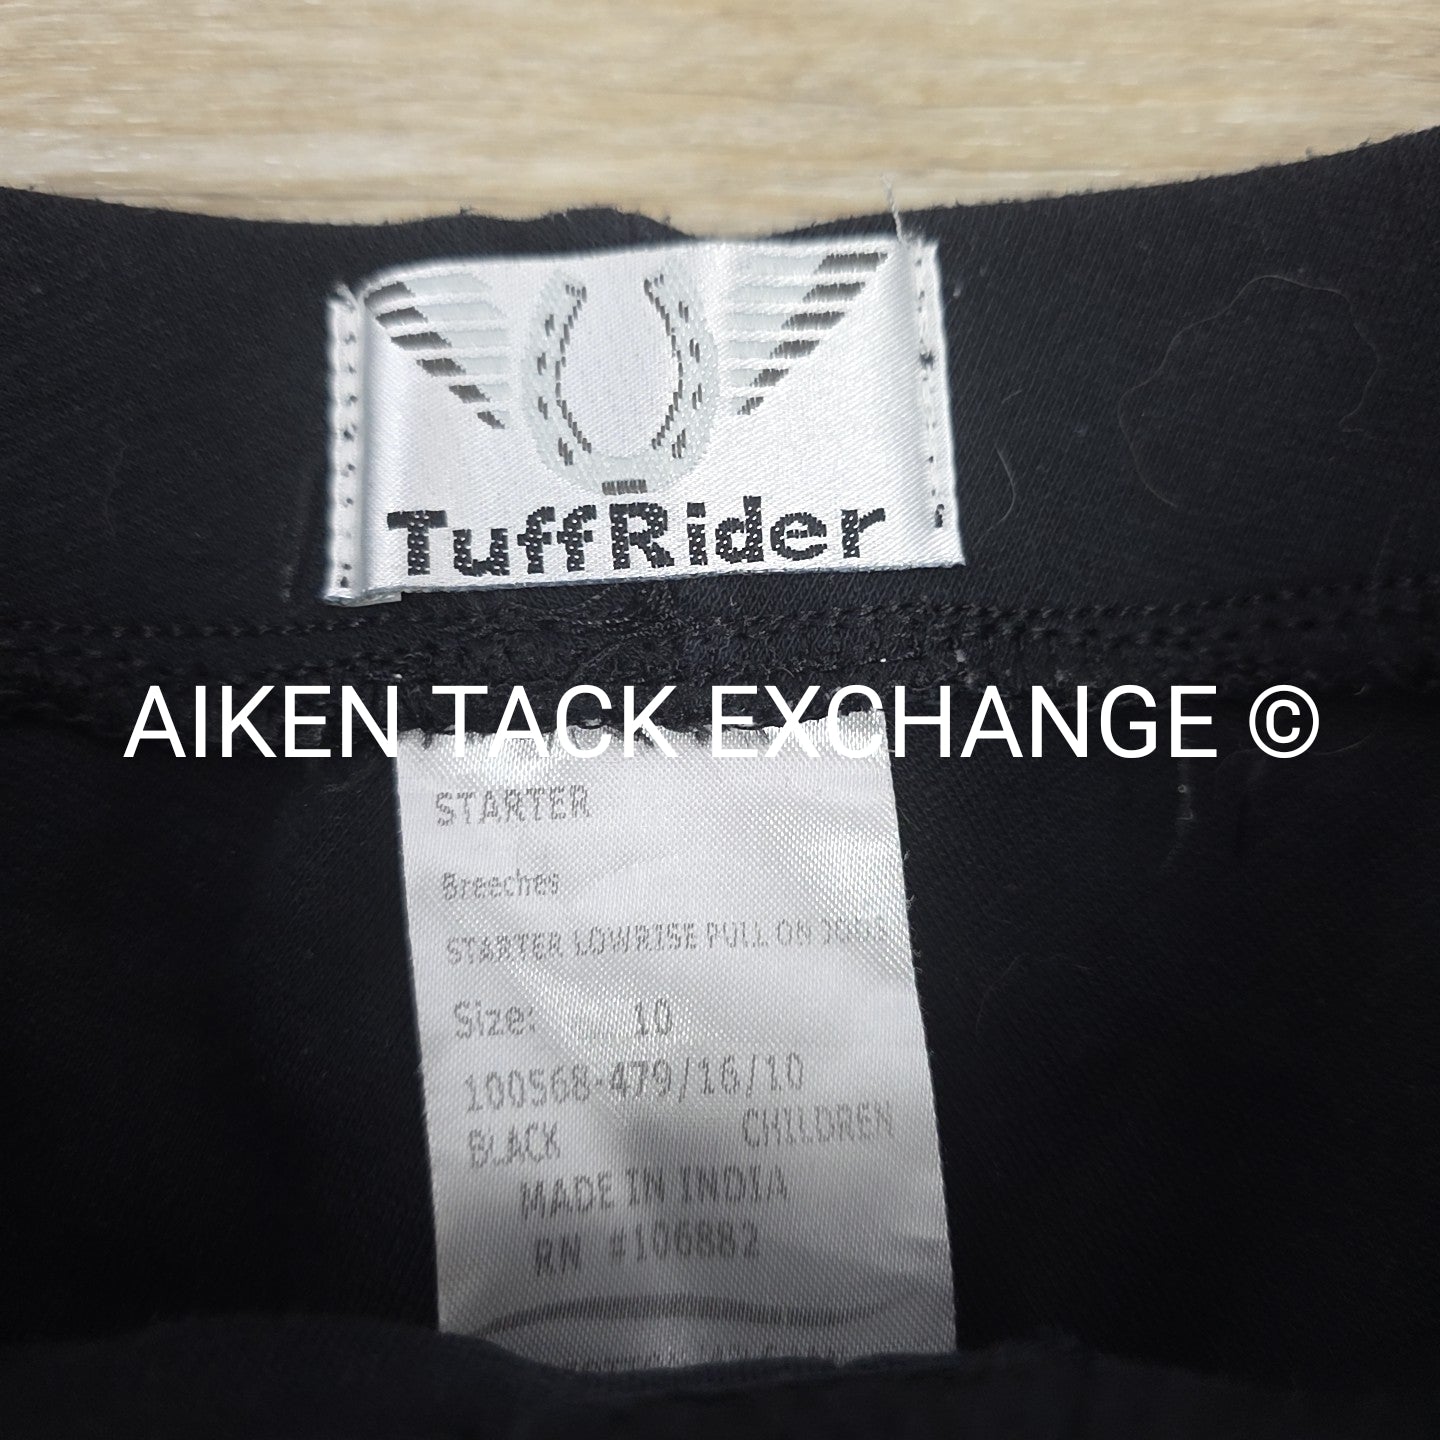 TuffRider
AIKEN TACK EXCHANGE ©
STARTER
Breeches
STARTER LOWRISE PULL ON
Size: 10
100568-479/16/10
BLACK CHILDREN
MADE IN INDIA
RN #106882